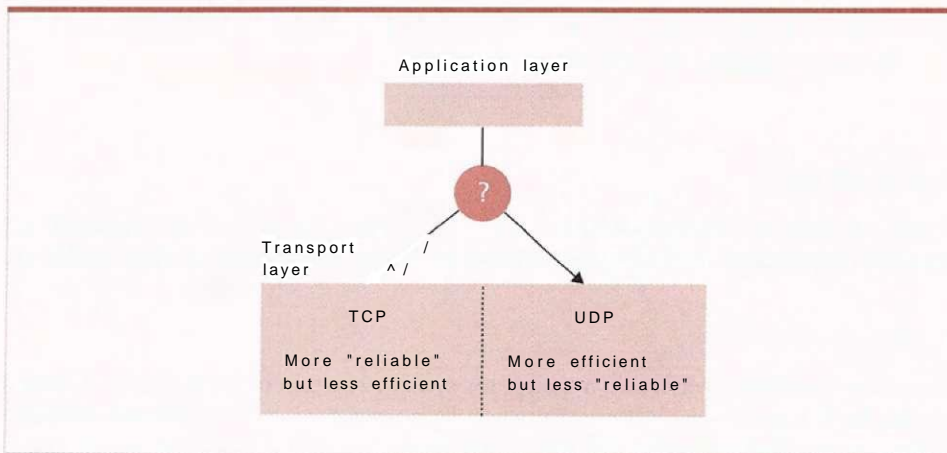 Application layer
?
Transport /
layer ^ /
TCP
More "reliable"
but less efficient
UDP
More efficient
but less "reliable"